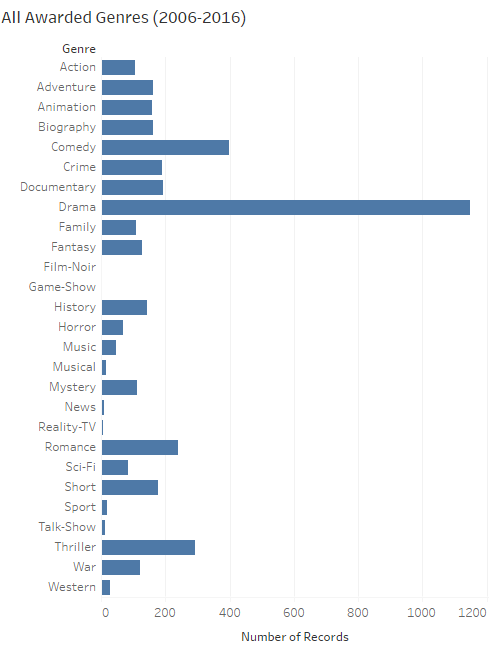 All Awarded Genres (2006-2016)
Genre
Action
Adventure
Animation
Biography
Comedy
Crime
Documentary
Drama
Family
Fantasy
Film-Noir
Game-Show
History
Horror
Music
Musical
Mystery
News
Reality-TV
Romance
Sci-Fi
Short
Sport
Talk-Show
Thriller
War
Western
0 200 400 600 800 1000 1200
Number of Records